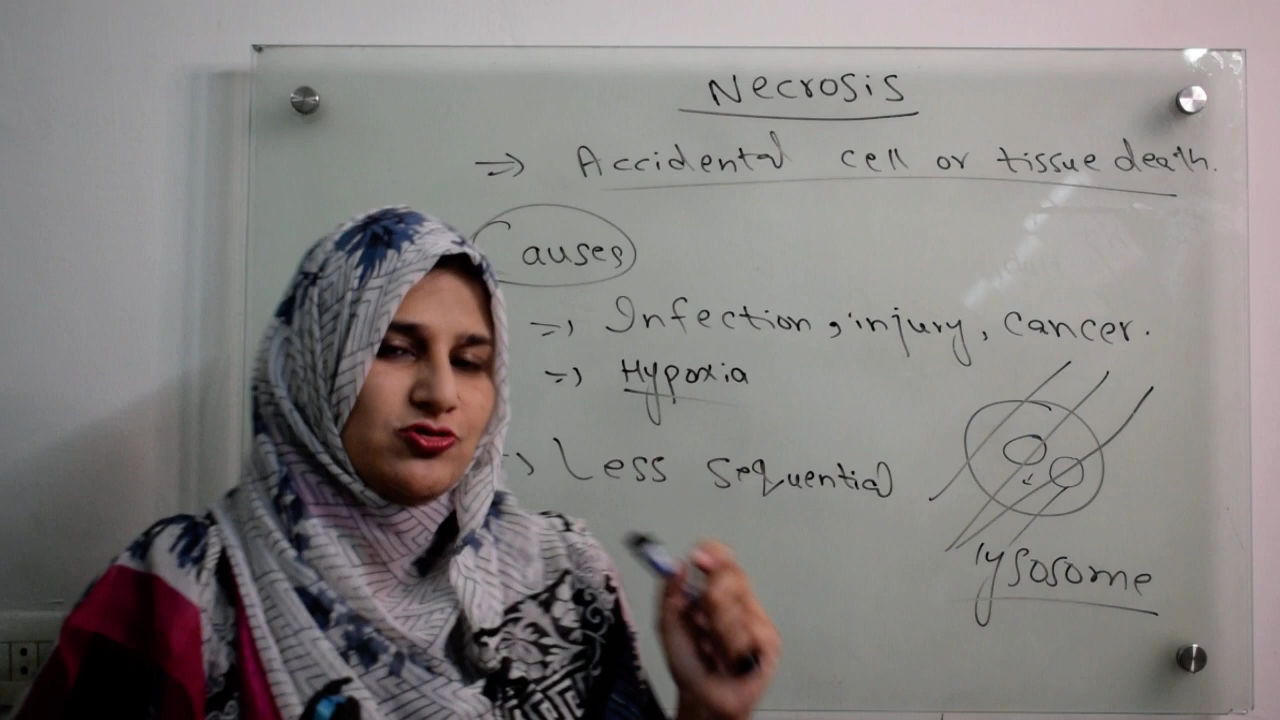 Necrosis
=> Accidental cell or tissue death.
Causes
=> Infection, injury, cancer.
=> Hypoxia
Less sequential
lysosome